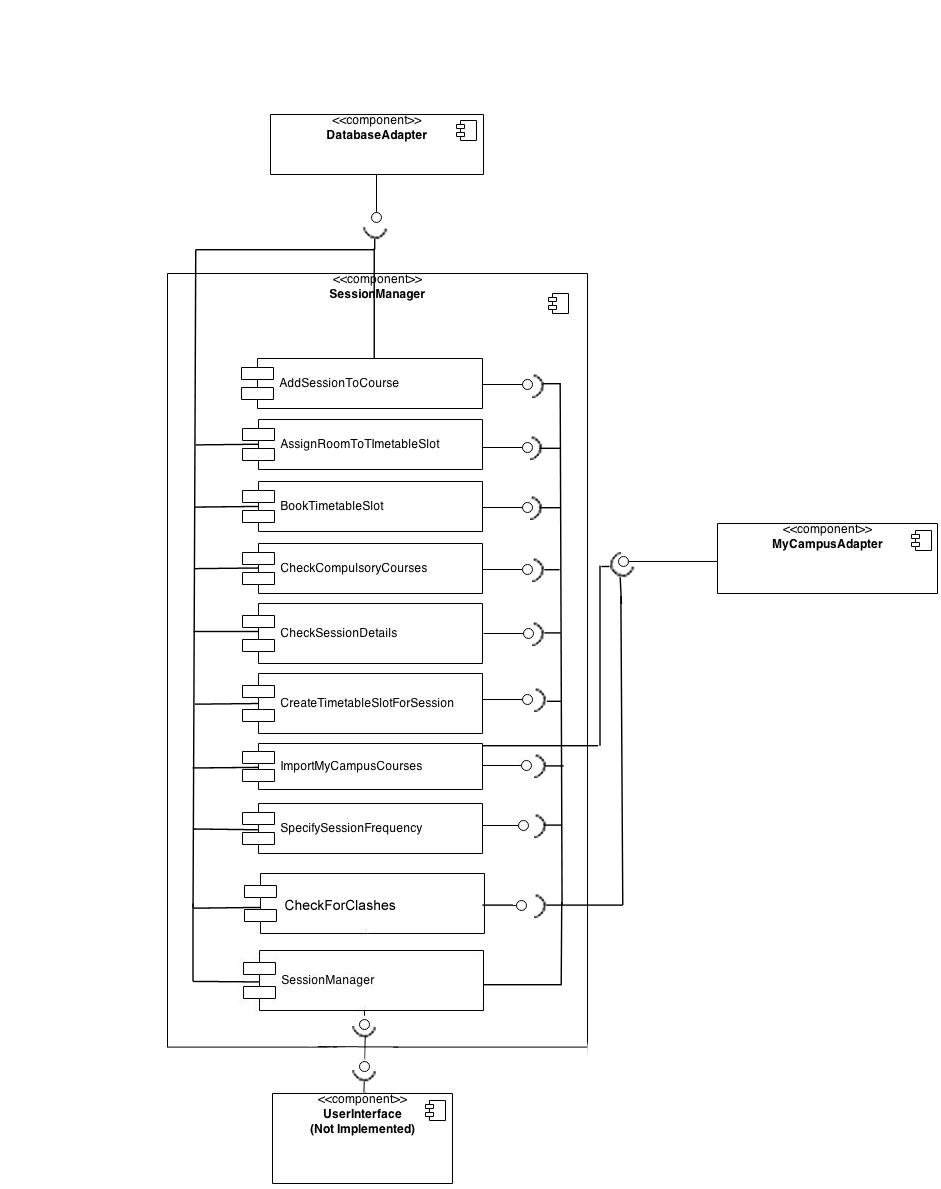 <<component>>
DatabaseAdapter
<<component>>
SessionManager
AddSessionToCourse
AssignRoomToTImetableSlot
BookTimetableSlot
CheckCompulsoryCourses
CheckSessionDetails
CreateTimetableSlotForSession
ImportMyCampusCourses
SpecifySessionFrequency
CheckForClashes
SessionManager
<<component>>
MyCampusAdapter
<<component>>
UserInterface
(Not Implemented)